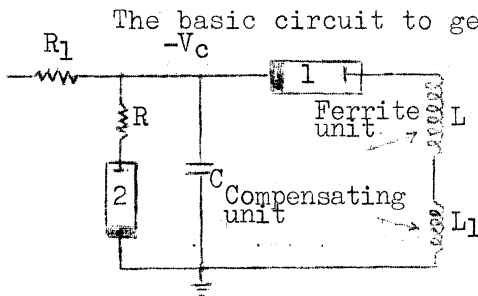 The basic circuit to ge
R1
-Vc
1
Ferrite
unit
L
R
2
C
Compensating
unit
L1